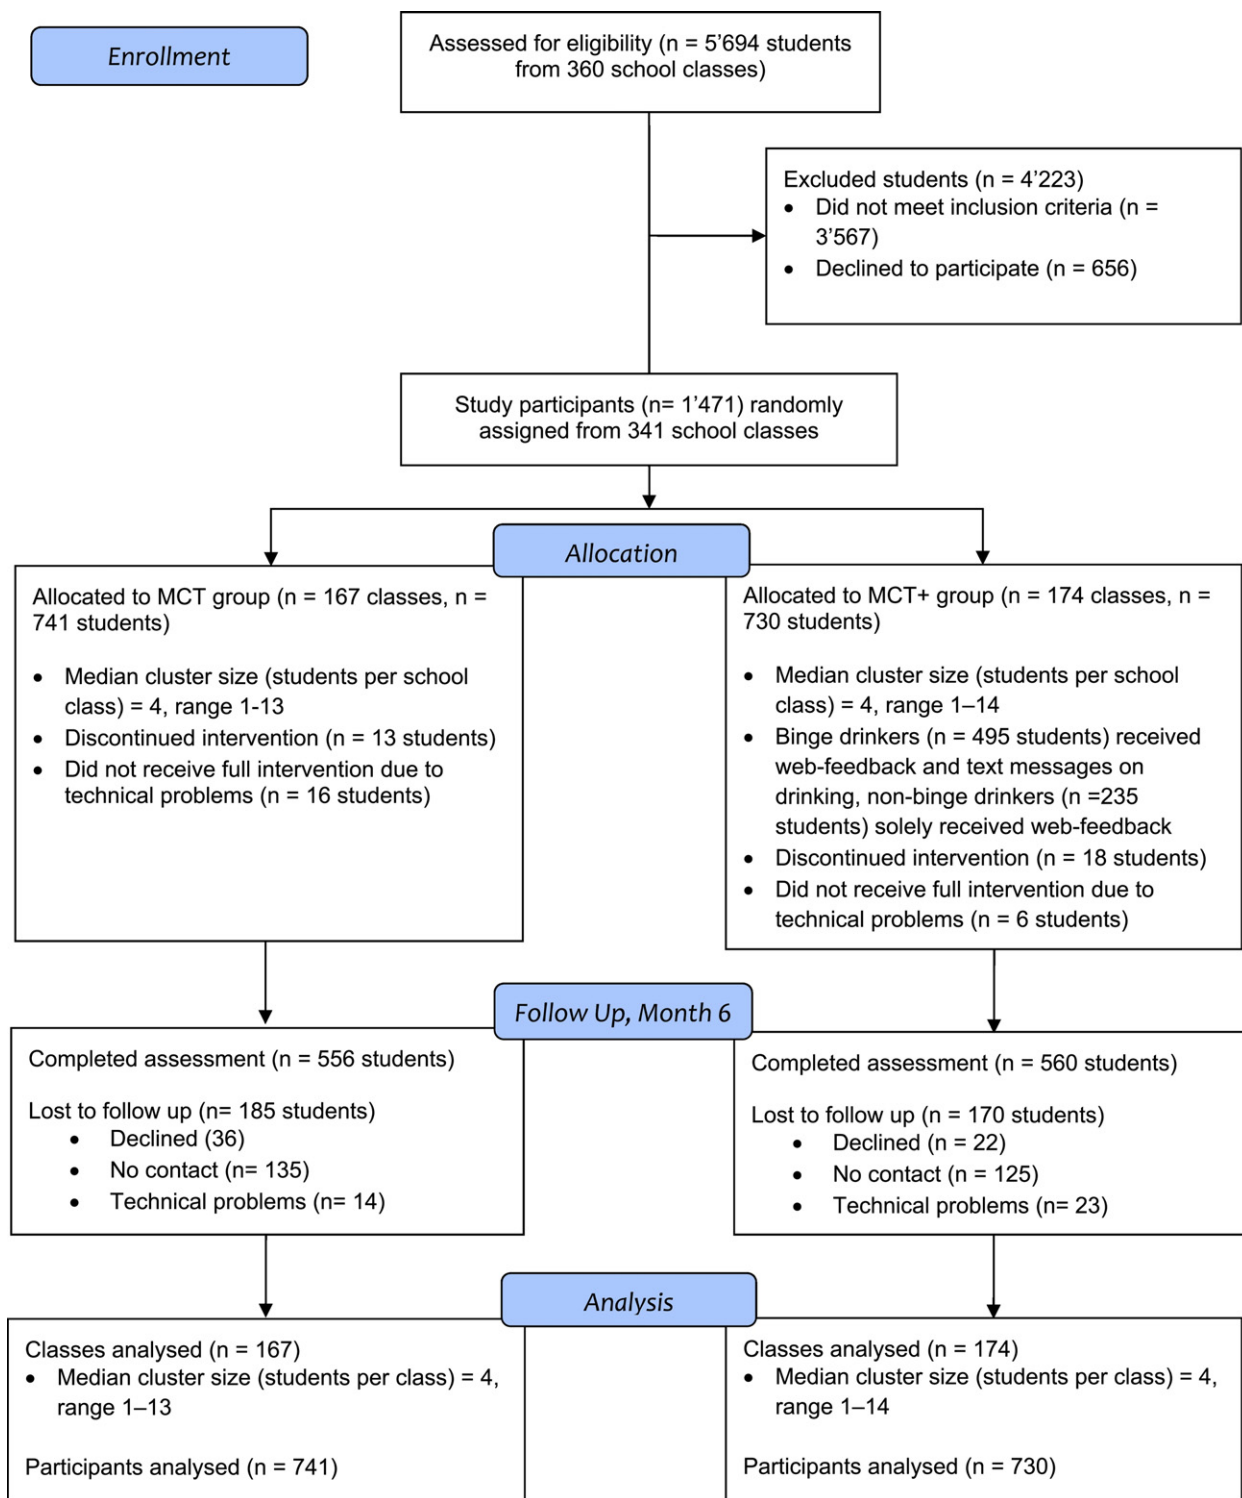 Enrollment
Assessed for eligibility (n = 5’694 students
from 360 school classes)
Excluded students (n = 4’223)
• Did not meet inclusion criteria (n =
3’567)
• Declined to participate (n = 656)
Study participants (n= 1’471) randomly
assigned from 341 school classes
Allocation
Allocated to MCT group (n = 167 classes, n =
741 students)
• Median cluster size (students per school
class) = 4, range 1-13
• Discontinued intervention (n = 13 students)
• Did not receive full intervention due to
technical problems (n = 16 students)
Allocated to MCT+ group (n = 174 classes, n =
730 students)
• Median cluster size (students per school
class) = 4, range 1–14
• Binge drinkers (n = 495 students) received
web-feedback and text messages on
drinking, non-binge drinkers (n =235
students) solely received web-feedback
• Discontinued intervention (n = 18 students)
• Did not receive full intervention due to
technical problems (n = 6 students)
Follow Up, Month 6
Completed assessment (n = 556 students)
Lost to follow up (n= 185 students)
• Declined (36)
• No contact (n= 135)
• Technical problems (n= 14)
Completed assessment (n = 560 students)
Lost to follow up (n = 170 students)
• Declined (n = 22)
• No contact (n = 125)
• Technical problems (n= 23)
Analysis
Classes analysed (n = 167)
• Median cluster size (students per class) = 4,
range 1–13
Participants analysed (n = 741)
Classes analysed (n = 174)
• Median cluster size (students per class) = 4,
range 1–14
Participants analysed (n = 730)